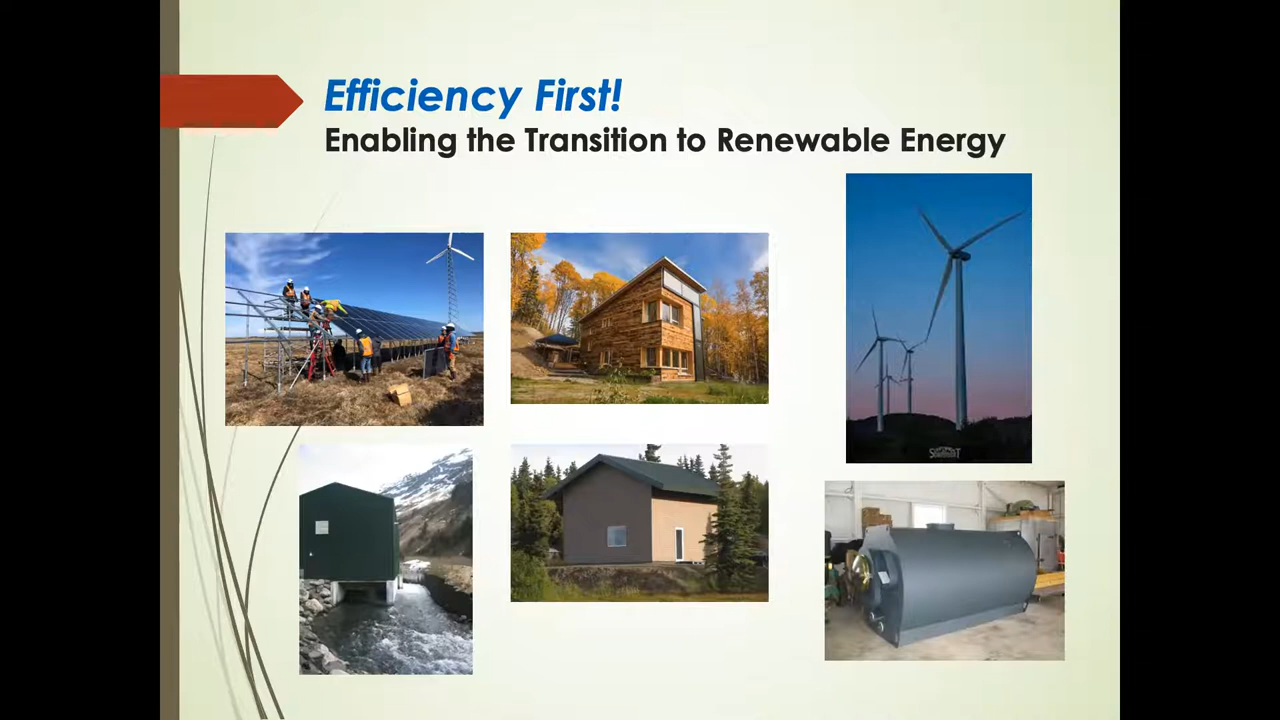 Efficiency First!
Enabling the Transition to Renewable Energy